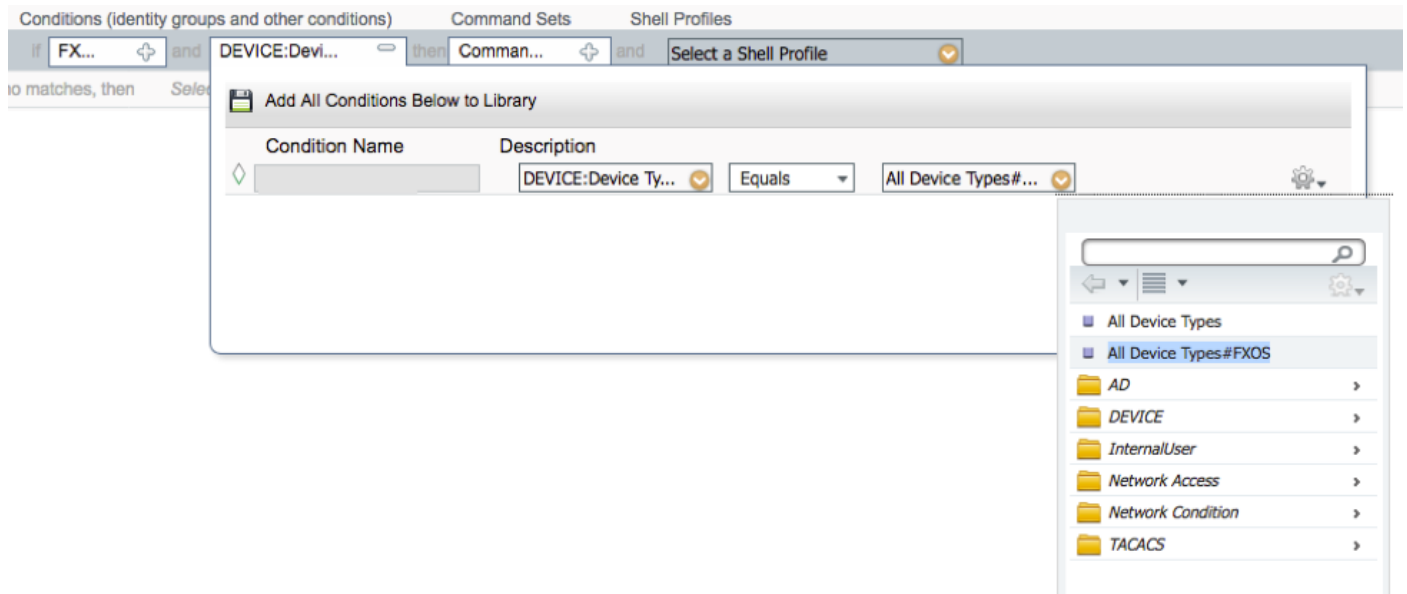 Conditions (identity groups and other conditions) Command Sets Shell Profiles
if FX... and DEVICE:Devi... then Comman... and Select a Shell Profile
no matches, then Selec
Add All Conditions Below to Library
Condition Name Description
DEVICE:Device Ty... Equals All Device Types#...
All Device Types
All Device Types#FXOS
AD
DEVICE
InternalUser
Network Access
Network Condition
TACACS